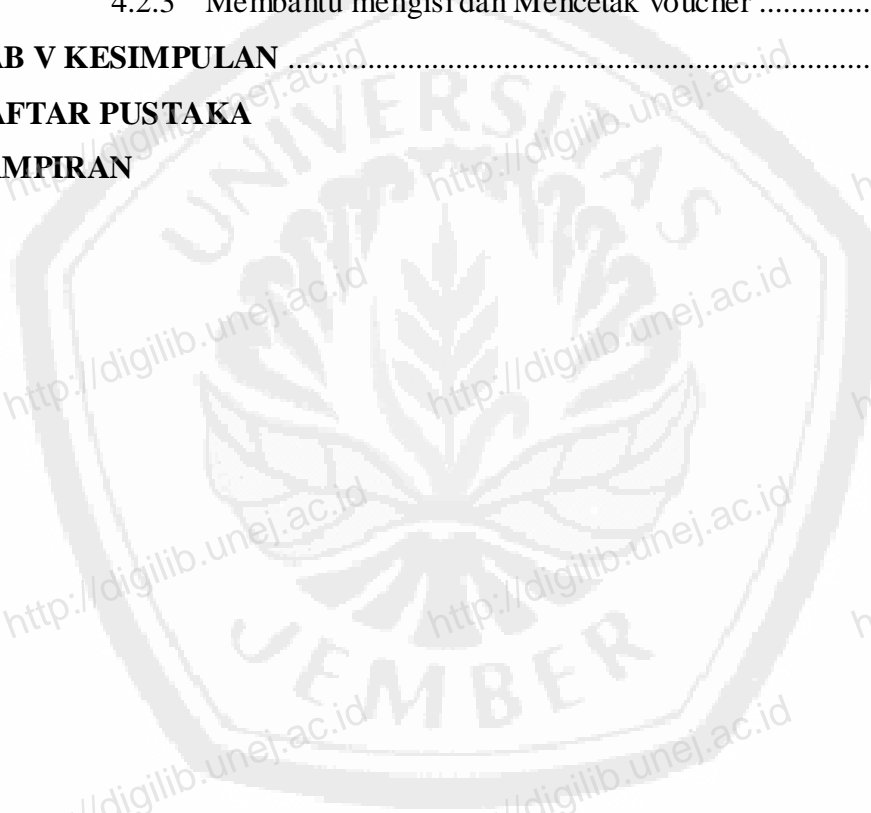 4.2.3 Membantu mengisi dan Mencetak Voucher ..............
AB V KESIMPULAN ......................................................................
http://digilib.unej.ac.id
http://digilib.unej.ac.id
AFTAR PUSTAKA
AMPIRAN
UNIVERSITAS
http://digilib.unej.ac.id
http://digilib.unej.ac.id
http://digilib.unej.ac.id
http://digilib.unej.ac.id
JEMBER
http://digilib.unej.ac.id
http://digilib.unej.ac.id